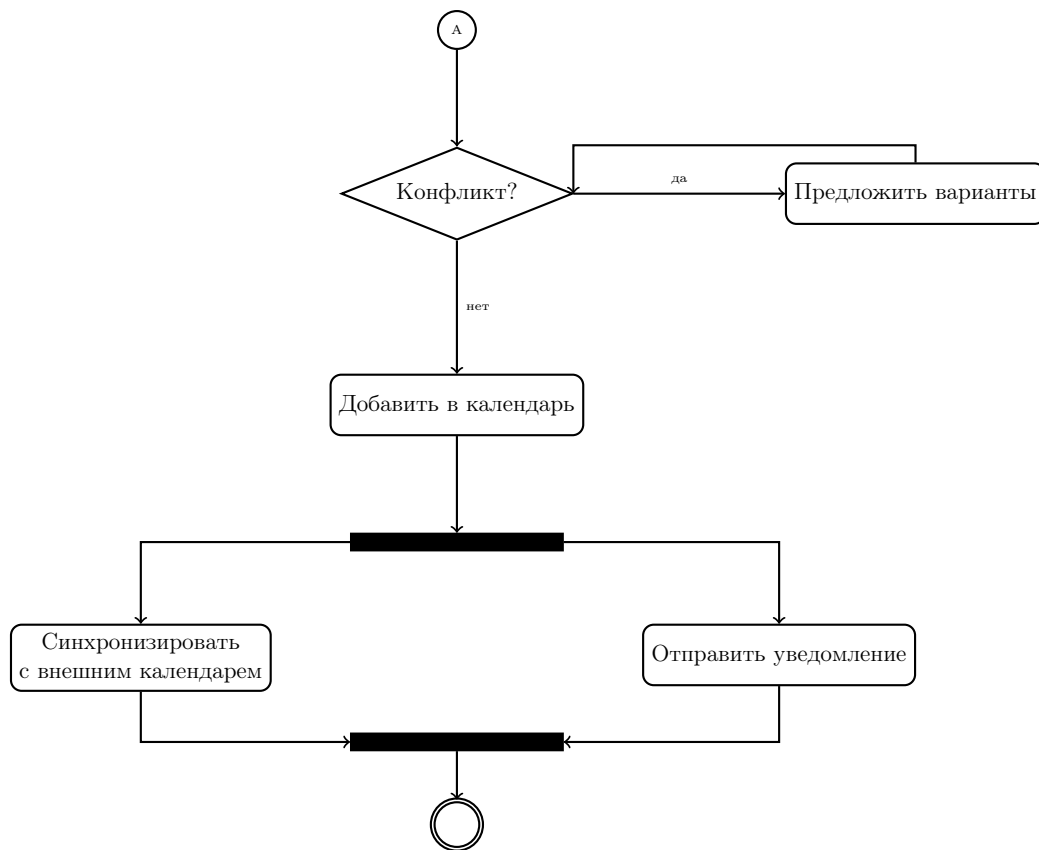 А
Конфликт?
да
Предложить варианты
нет
Добавить в календарь
Синхронизировать
с внешним календарем
Отправить уведомление